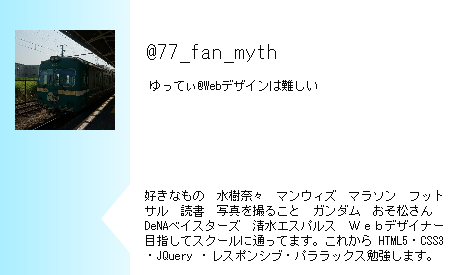 @77_fan_myth
ゆってぃ@Webデザインは難しい
好きなもの　水樹奈々　マンウィズ　マラソン　フット
サル　読書　写真を撮ること　ガンダム　おそ松さん
DeNAベイスターズ　清水エスパルス　Ｗｅｂデザイナー
目指してスクールに通ってます。これから HTML5・CSS3
・JQuery ・レスポンシブ・パララックス勉強します。